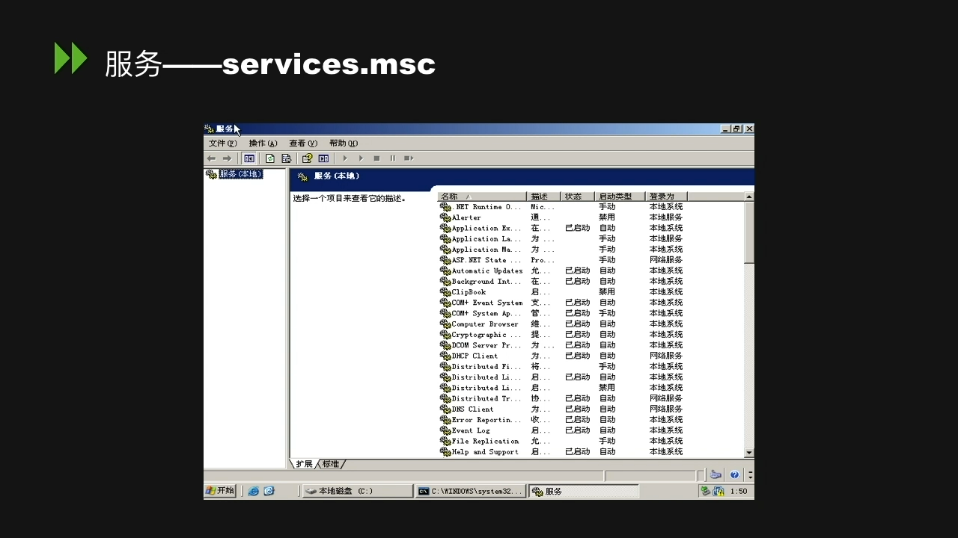 服务——services.msc
服务
文件(F) 操作(A) 查看(V) 帮助(H)
服务(本地)
服务(本地)
选择一个项目来查看它的描述。
名称 描述 状态 启动类型 登录为
.NET Runtime O... Mic... 手动 本地系统
Alerter 通... 禁用 本地服务
Application Ex... 在... 已启动 自动 本地系统
Application La... 为 ... 手动 本地服务
Application Ma... 为 ... 手动 本地系统
ASP.NET State ... Pro... 手动 网络服务
Automatic Updates 允... 已启动 自动 本地系统
Background Int... 在... 已启动 自动 本地系统
ClipBook 启... 禁用 本地系统
COM+ Event System 支... 已启动 自动 本地系统
COM+ System Ap... 管... 已启动 手动 本地系统
Computer Browser 维... 已启动 自动 本地系统
Cryptographic ... 提... 已启动 自动 本地系统
DCOM Server Pr... 为 ... 已启动 自动 本地系统
DHCP Client 为... 已启动 自动 网络服务
Distributed Fi... 将... 手动 本地系统
Distributed Li... 启... 已启动 自动 本地系统
Distributed Li... 启... 禁用 本地系统
Distributed Tr... 协... 已启动 自动 网络服务
DNS Client 为... 已启动 自动 网络服务
Error Reportin... 收... 已启动 自动 本地系统
Event Log 启... 已启动 自动 本地系统
File Replication 允... 手动 本地系统
Help and Support 启... 已启动 自动 本地系统
扩展 标准
开始 本地磁盘 (C:) C:\WINDOWS\system32... 服务 1:50